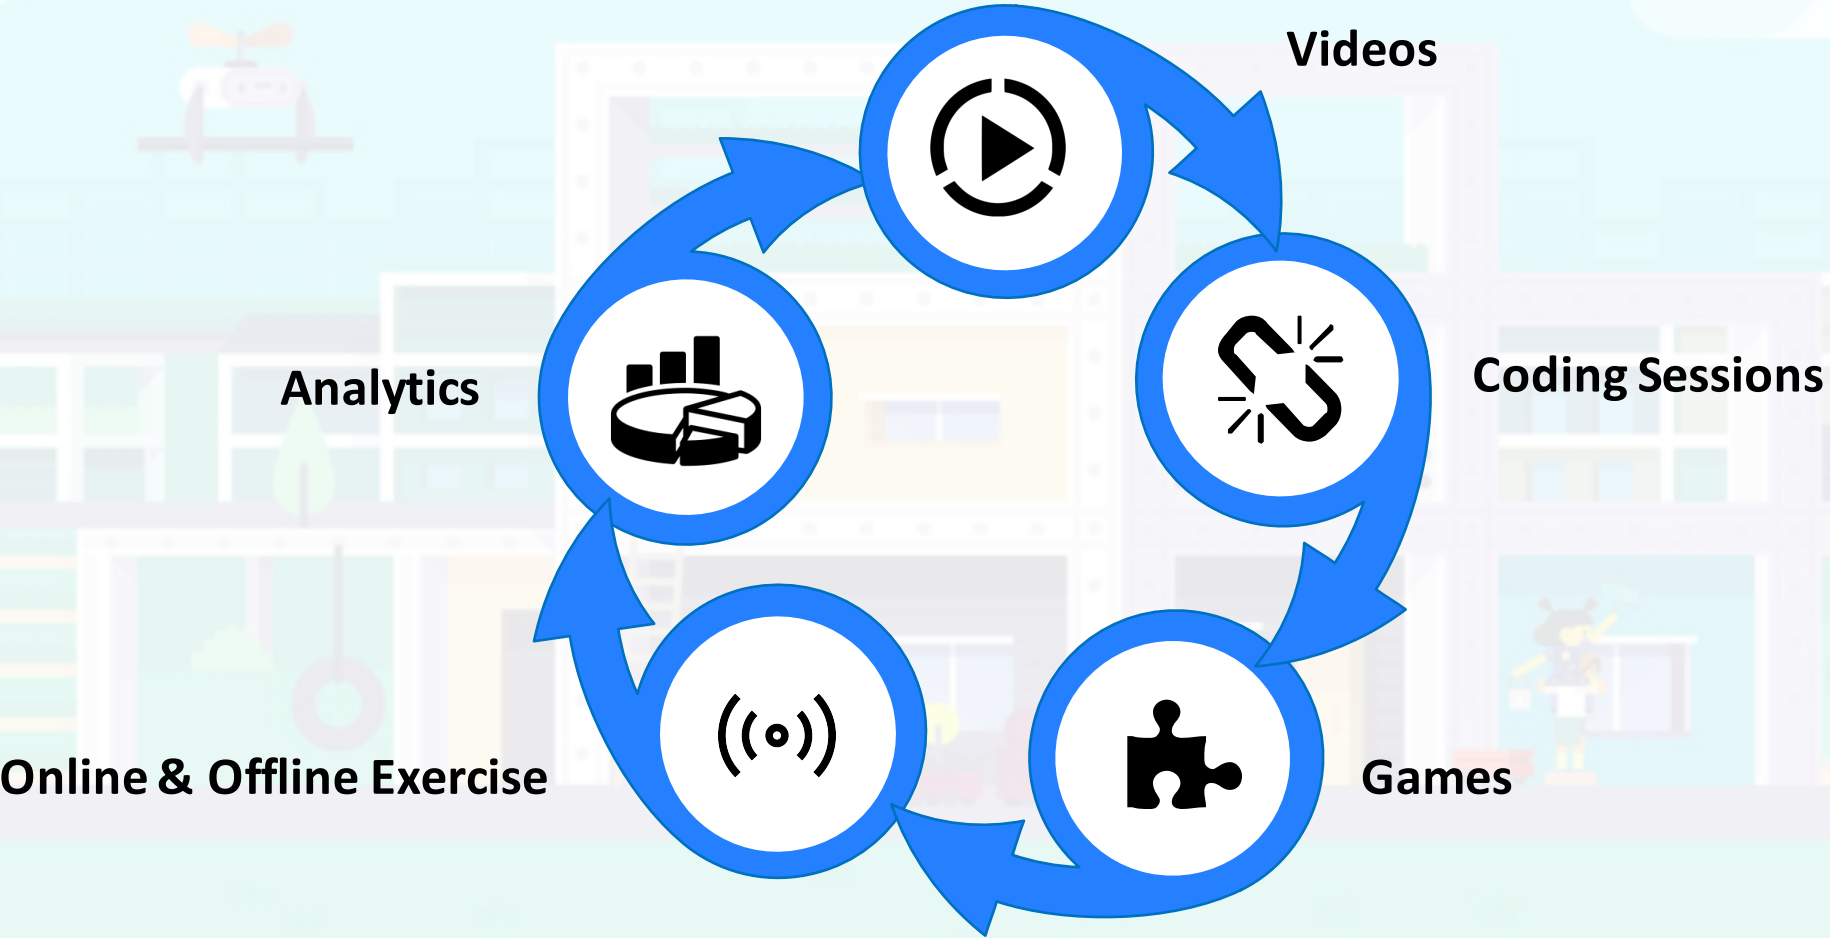 Videos
Coding Sessions
Games
Online & Offline Exercise
Analytics